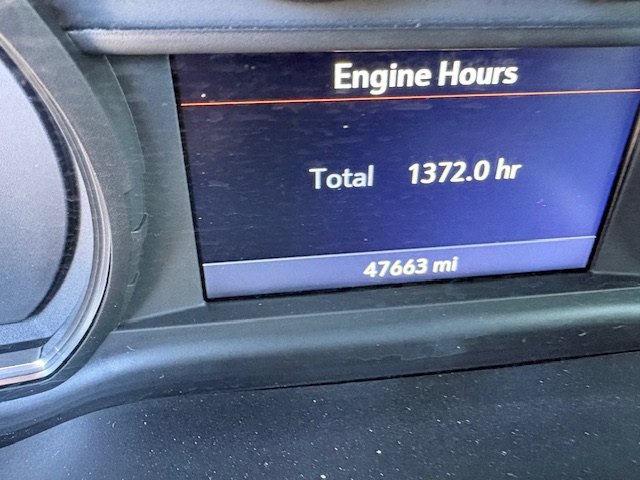 Engine Hours
Total 1372.0 hr
47663 mi